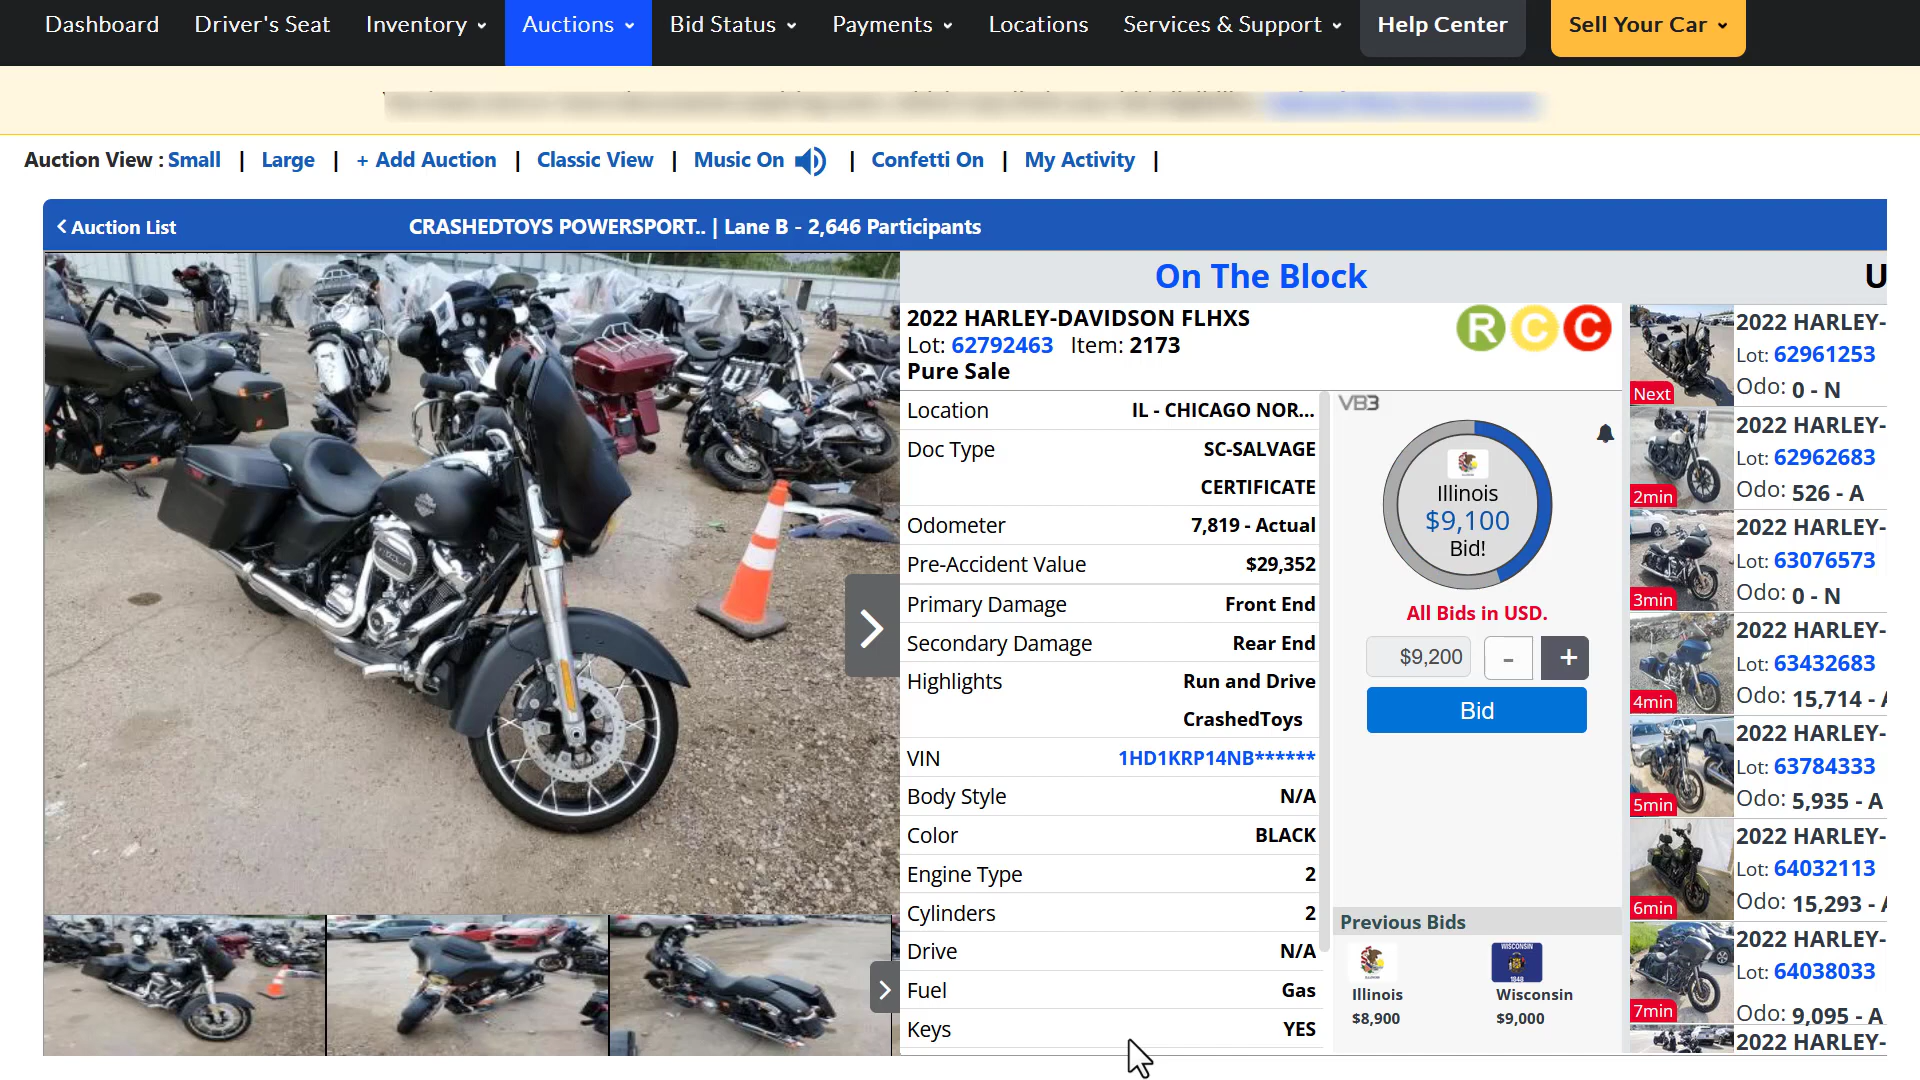 Dashboard Driver's Seat Inventory Auctions Bid Status Payments Locations Services & Support Help Center Sell Your Car
Auction View : Small | Large | + Add Auction | Classic View | Music On | Confetti On | My Activity |
< Auction List CRASHEDTOYS POWERSPORT.. | Lane B - 2,646 Participants
On The Block
U
2022 HARLEY-DAVIDSON FLHXS
Lot: 62792463 Item: 2173
Pure Sale
R C C
Location IL - CHICAGO NOR...
Doc Type SC-SALVAGE
CERTIFICATE
Odometer 7,819 - Actual
Pre-Accident Value $29,352
Primary Damage Front End
Secondary Damage Rear End
Highlights Run and Drive
CrashedToys
VIN 1HD1KRP14NB******
Body Style N/A
Color BLACK
Engine Type 2
Cylinders 2
Drive N/A
Fuel Gas
Keys YES
VB3
Illinois
$9,100
Bid!
All Bids in USD.
$9,200 - +
Bid
Previous Bids
Illinois
$8,900
WISCONSIN
1848
Wisconsin
$9,000
2022 HARLEY-
Lot: 62961253
Odo: 0 - N
Next
2022 HARLEY-
Lot: 62962683
Odo: 526 - A
2min
2022 HARLEY-
Lot: 63076573
Odo: 0 - N
3min
2022 HARLEY-
Lot: 63432683
Odo: 15,714 - A
4min
2022 HARLEY-
Lot: 63784333
Odo: 5,935 - A
5min
2022 HARLEY-
Lot: 64032113
Odo: 15,293 - A
6min
2022 HARLEY-
Lot: 64038033
Odo: 9,095 - A
7min
2022 HARLEY-